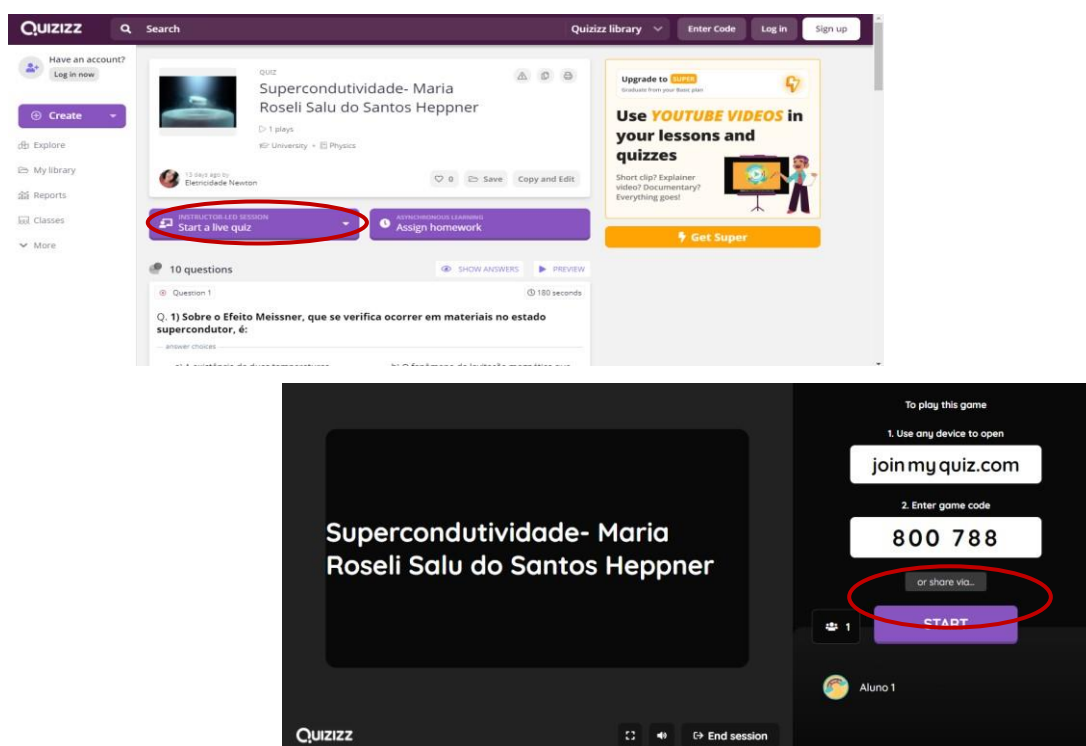 Quizizz
Search
Quizizz library
Enter Code
Log in
Sign up
Have an account?
Log in now
Create
Explore
My library
Reports
Classes
More
QUIZ
Supercondutividade- Maria
Roseli Salu do Santos Heppner
1 plays
University • Physics
13 days ago by
Eletricidade Newton
0
Save
Copy and Edit
INSTRUCTOR-LED SESSION
Start a live quiz
ASYNCHRONOUS LEARNING
Assign homework
10 questions
SHOW ANSWERS
PREVIEW
Question 1
180 seconds
Q. 1) Sobre o Efeito Meissner, que se verifica ocorrer em materiais no estado
supercondutor, é:
answer choices
Upgrade to SUPER
Graduate from your Basic plan
Use YOUTUBE VIDEOS in
your lessons and
quizzes
Short clip? Explainer
video? Documentary?
Everything goes!
Get Super
Supercondutividade- Maria
Roseli Salu do Santos Heppner
To play this game
1. Use any device to open
joinmyquiz.com
2. Enter game code
800 788
or share via...
1
START
Aluno 1
Quizizz
End session